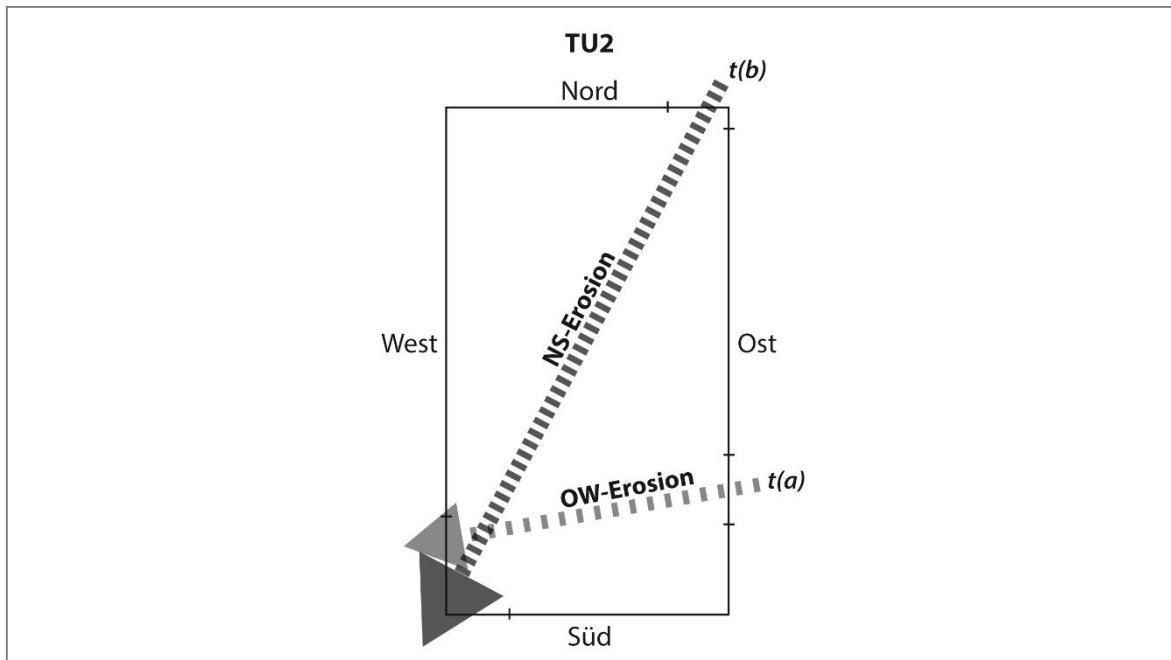 TU2
t(b)
Nord
NS-Erosion
West
Ost
OW-Erosion
t(a)
Süd